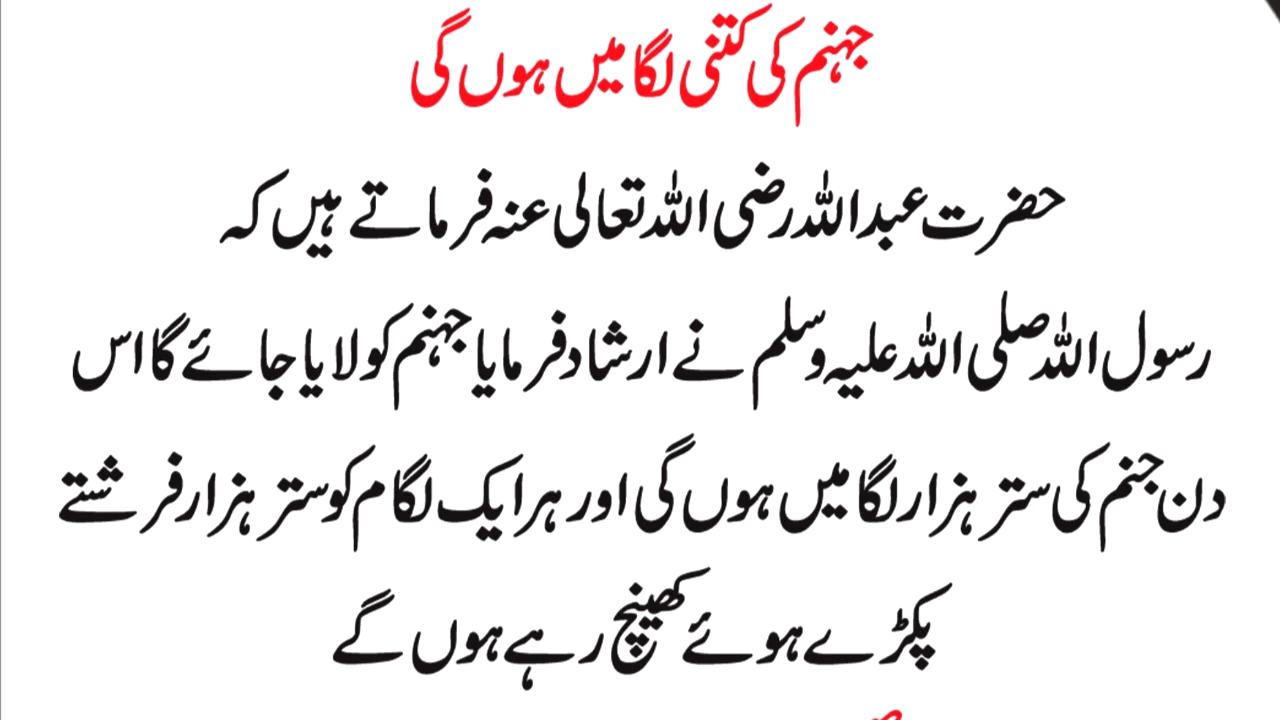 جہنم کی کتنی لگامیں ہوں گی
حضرت عبداللہ رضی اللہ تعالی عنہ فرماتے ہیں کہ
رسول اللہ صلی اللہ علیہ وسلم نے ارشاد فرمایا جہنم کو لایا جائے گا اس
دن جنم کی ستر ہزار لگامیں ہوں گی اور ہر ایک لگام کو ستر ہزار فرشتے
پکڑے ہوئے کھینچ رہے ہوں گے